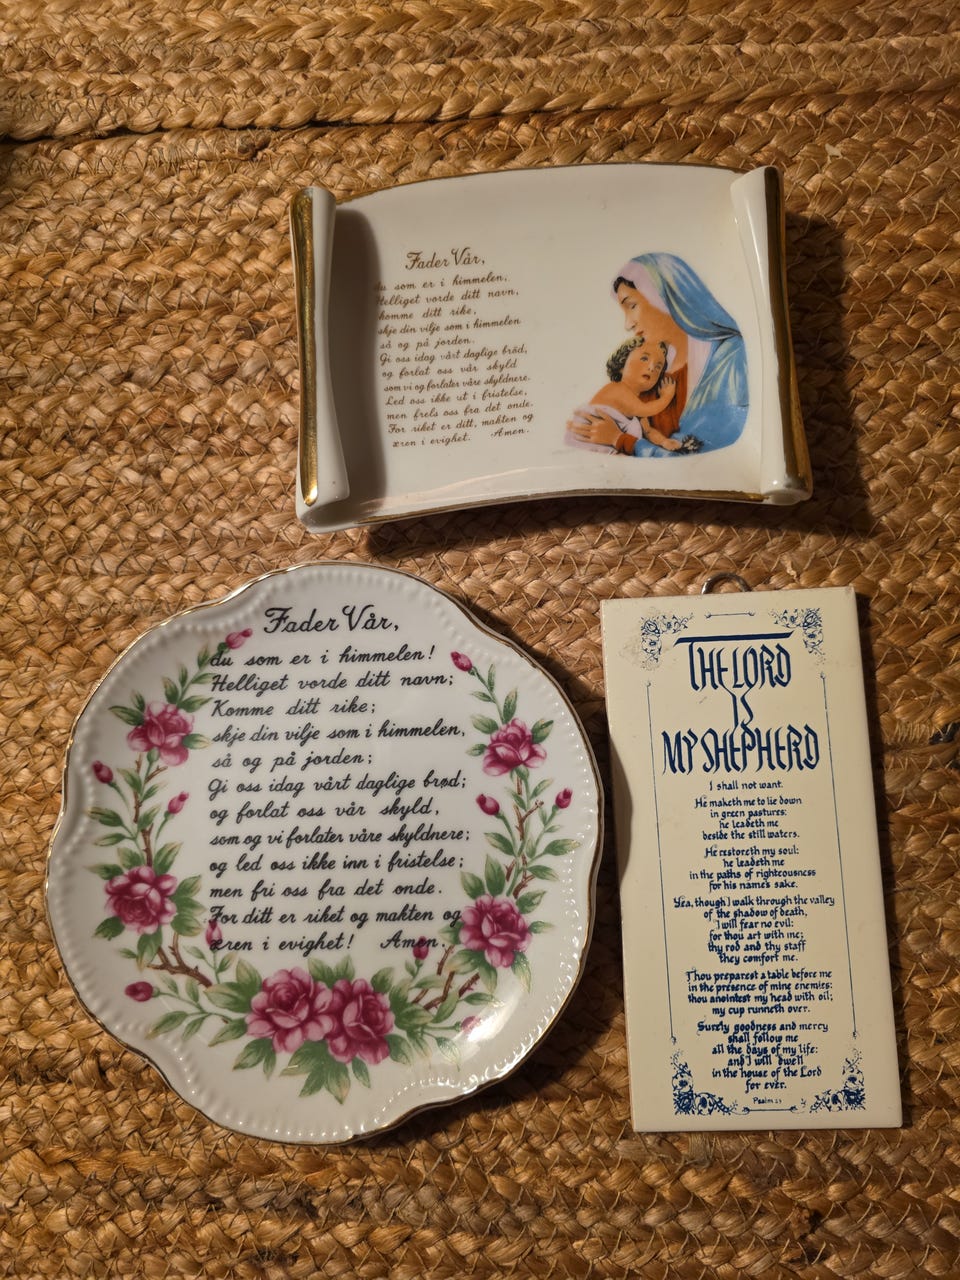 Fader Vår,
du som er i himmelen,
Helliget vorde ditt navn,
komme ditt rike,
skje din vilje som i himmelen
så og på jorden.
Gi oss idag vårt daglige bröd,
og forlat oss vår skyld
som vi og forlater våre skyldnere.
Led oss ikke ut i fristelse,
men frels oss fra det onde.
For riket er ditt, makten og
æren i evighet. Amen.
Fader Vår,
du som er i himmelen!
Helliget vorde ditt navn;
Komme ditt rike;
skje din vilje som i himmelen,
så og på jorden;
Gi oss idag vårt daglige brød;
og forlat oss vår skyld,
som og vi forlater våre skyldnere;
og led oss ikke inn i fristelse;
men fri oss fra det onde.
For ditt er riket og makten og
æren i evighet! Amen.
THE LORD
IS
MY SHEPHERD
I shall not want.
He maketh me to lie down
in green pastures:
he leadeth me
beside the still waters.
He restoreth my soul:
he leadeth me
in the paths of righteousness
for his name's sake.
Yea, though I walk through the valley
of the shadow of death,
I will fear no evil:
for thou art with me;
thy rod and thy staff
they comfort me.
Thou preparest a table before me
in the presence of mine enemies:
thou anointest my head with oil;
my cup runneth over.
Surely goodness and mercy
shall follow me
all the days of my life:
and I will dwell
in the house of the Lord
for ever.
Psalm 23